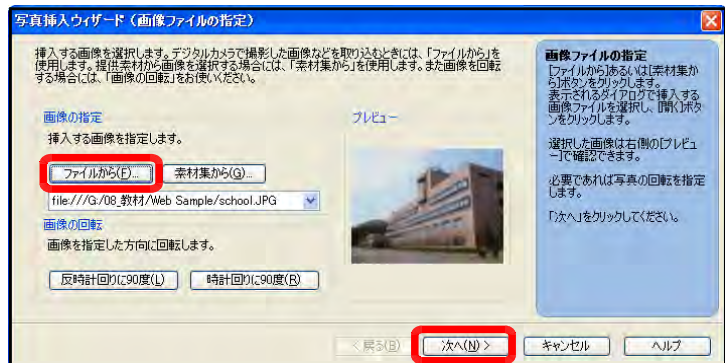 写真挿入ウィザード（画像ファイルの指定）
挿入する画像を選択します。デジタルカメラで撮影した画像などを取り込むときには、「ファイルから」を
使用します。提供素材から画像を選択する場合には、「素材集から」を使用します。また画像を回転
する場合には、「画像の回転」をお使いください。
画像の指定
挿入する画像を指定します。
ファイルから(F)...
素材集から(G)...
file:///G:/08_教材/Web Sample/school.JPG
画像の回転
画像を指定した方向に回転します。
反時計回りに90度(L)
時計回りに90度(R)
プレビュー
画像ファイルの指定
[ファイルから]あるいは[素材集か
ら]ボタンをクリックします。
表示されるダイアログで挿入する
画像ファイルを選択し、[開く]ボタ
ンをクリックします。
選択した画像は右側の[プレビュ
ー]で確認できます。
必要であれば写真の回転を指定
します。
「次へ」をクリックしてください。
< 戻る(B)
次へ(N) >
キャンセル
ヘルプ